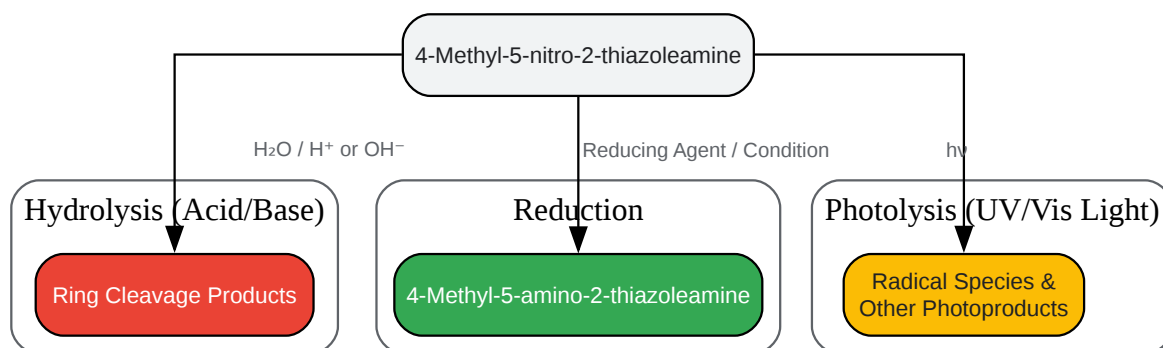 4-Methyl-5-nitro-2-thiazoleamine
H₂O / H⁺ or OH⁻
Reducing Agent / Condition
hν
Hydrolysis (Acid/Base)
Reduction
Photolysis (UV/Vis Light)
Ring Cleavage Products
4-Methyl-5-amino-2-thiazoleamine
Radical Species &
Other Photoproducts